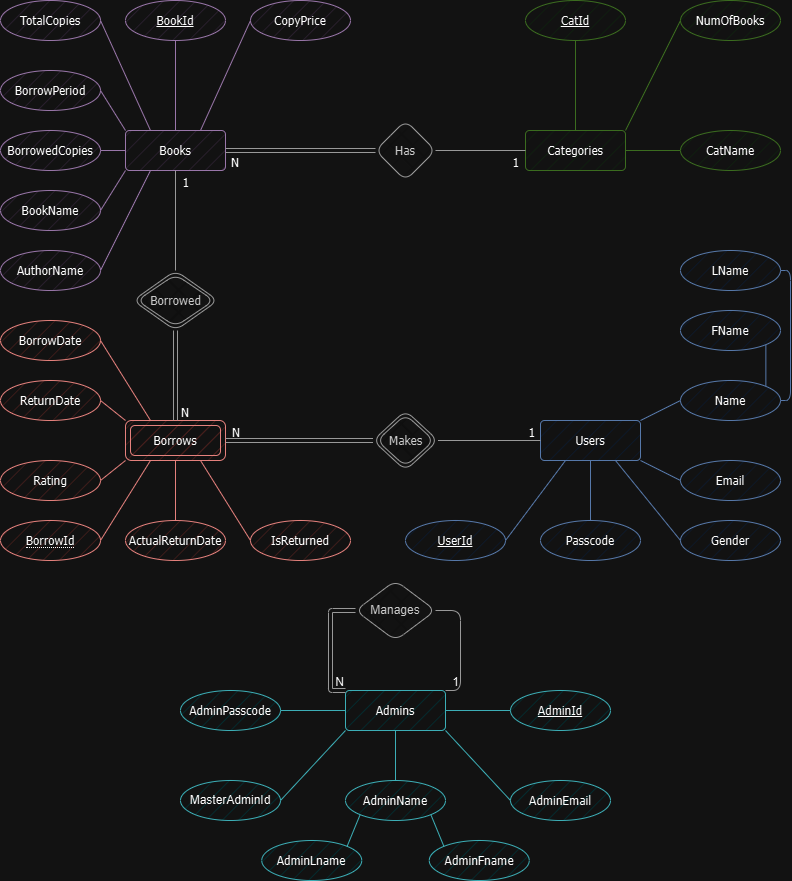 TotalCopies
BookId
CopyPrice
CatId
NumOfBooks
BorrowPeriod
BorrowedCopies
Books
N
Has
1
Categories
CatName
1
BookName
AuthorName
LName
Borrowed
BorrowDate
FName
ReturnDate
Name
N
Borrows
N
Makes
1
Users
Rating
Email
BorrowId
ActualReturnDate
IsReturned
UserId
Passcode
Gender
Manages
N
1
AdminPasscode
Admins
AdminId
MasterAdminId
AdminName
AdminEmail
AdminLname
AdminFname